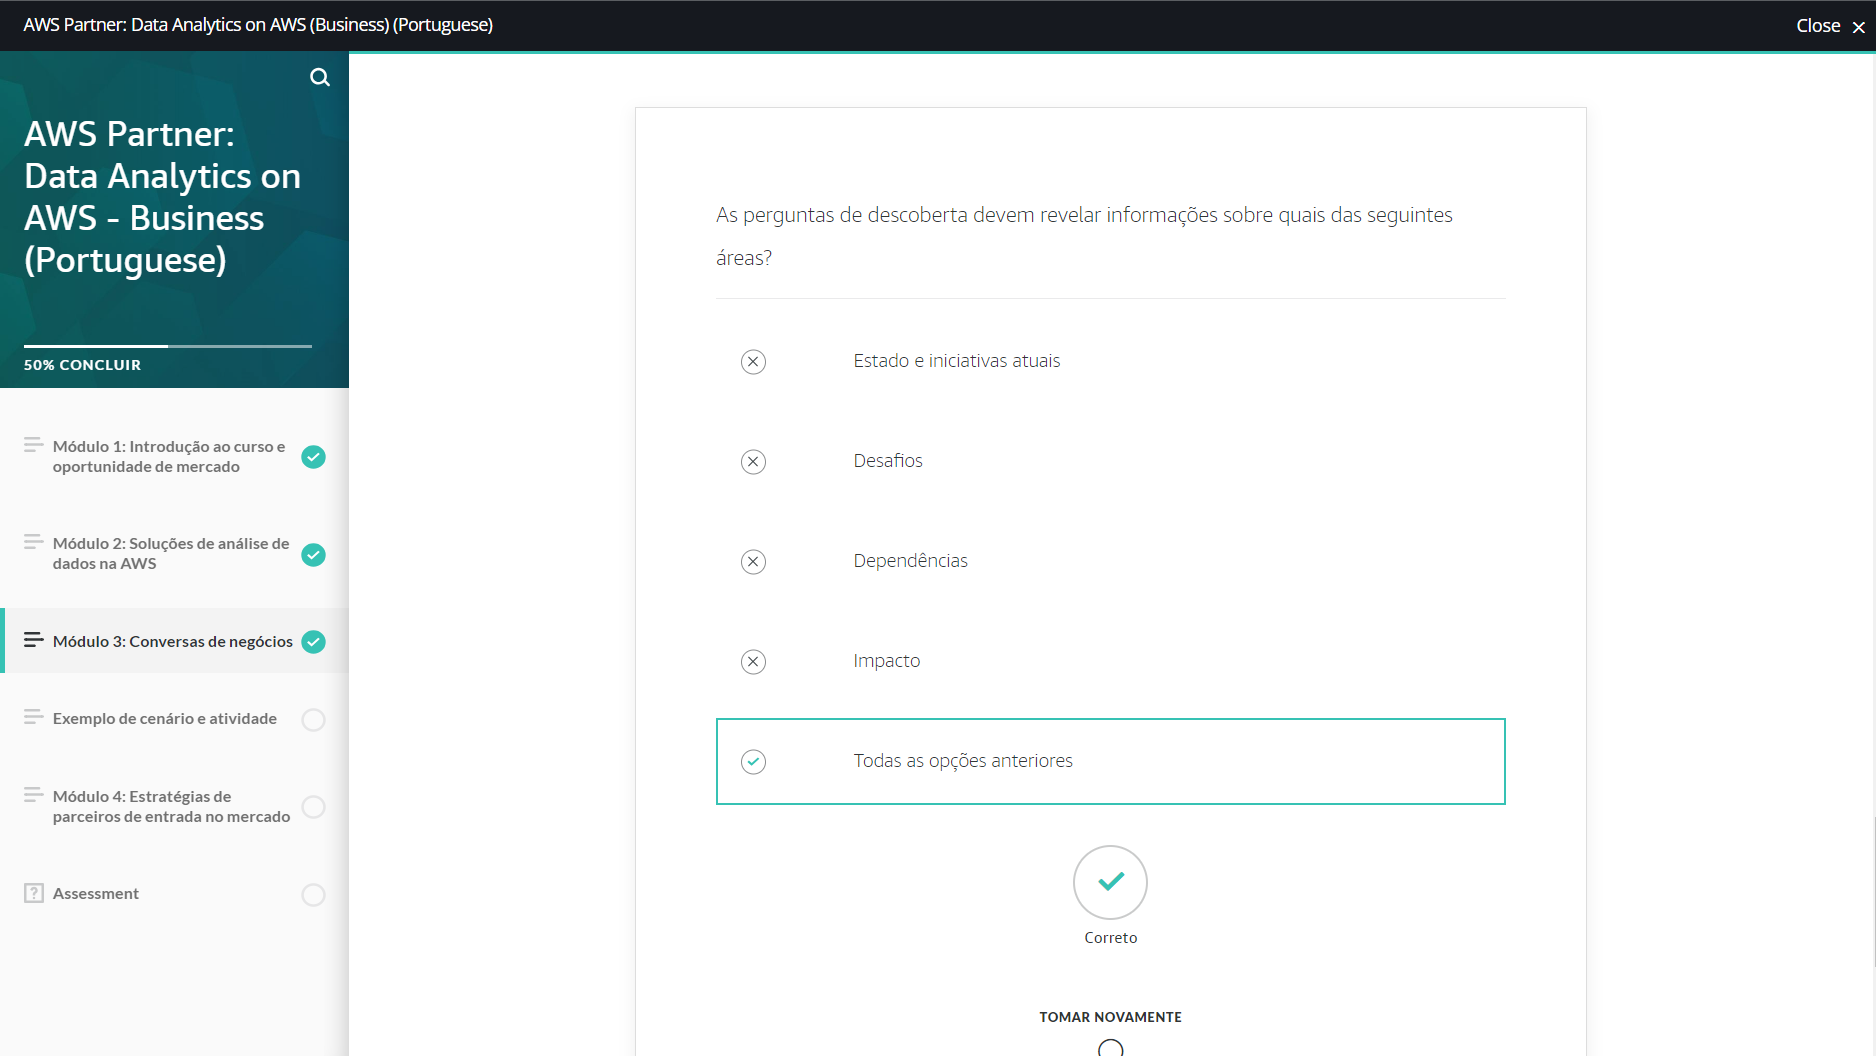 AWS Partner: Data Analytics on AWS (Business) (Portuguese)
Close
AWS Partner:
Data Analytics on
AWS - Business
(Portuguese)
50% CONCLUIR
Módulo 1: Introdução ao curso e
oportunidade de mercado
Módulo 2: Soluções de análise de
dados na AWS
Módulo 3: Conversas de negócios
Exemplo de cenário e atividade
Módulo 4: Estratégias de
parceiros de entrada no mercado
Assessment
As perguntas de descoberta devem revelar informações sobre quais das seguintes
áreas?
Estado e iniciativas atuais
Desafios
Dependências
Impacto
Todas as opções anteriores
Correto
TOMAR NOVAMENTE